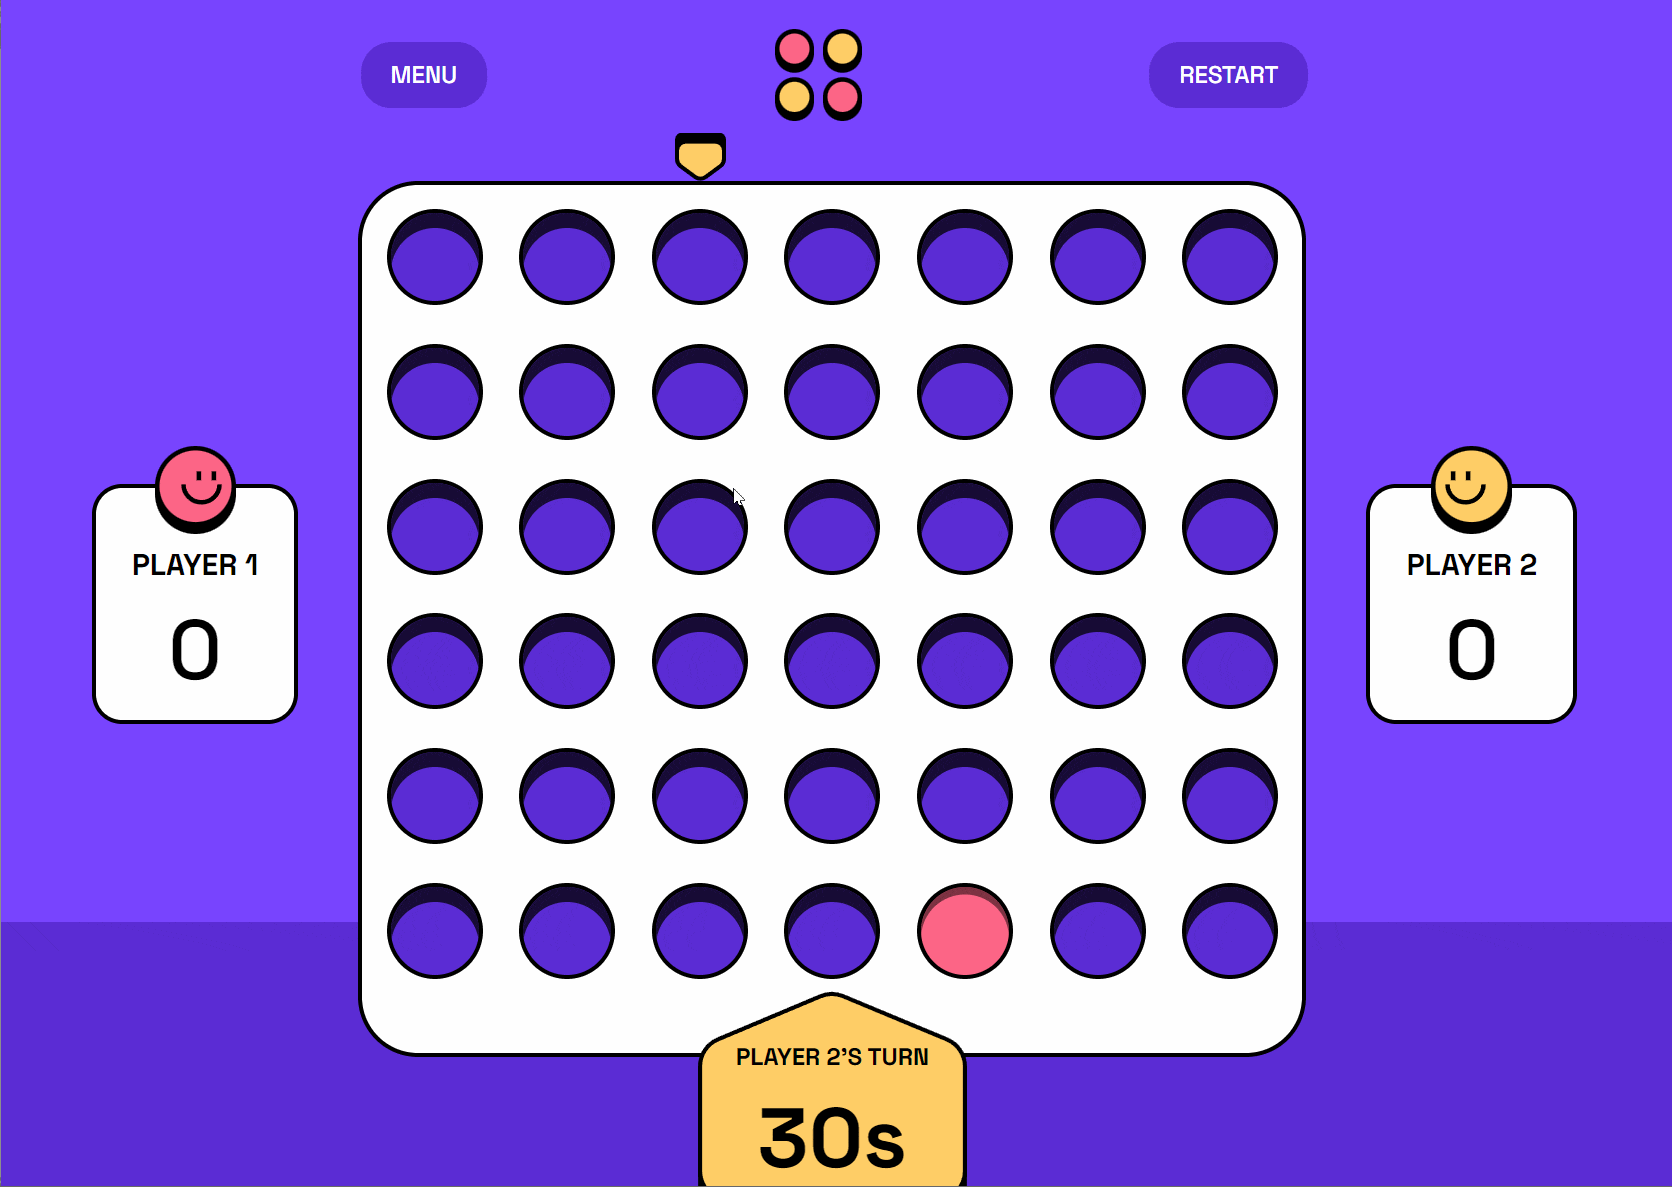 MENU
RESTART
PLAYER 1
0
PLAYER 2
0
PLAYER 2'S TURN
30s